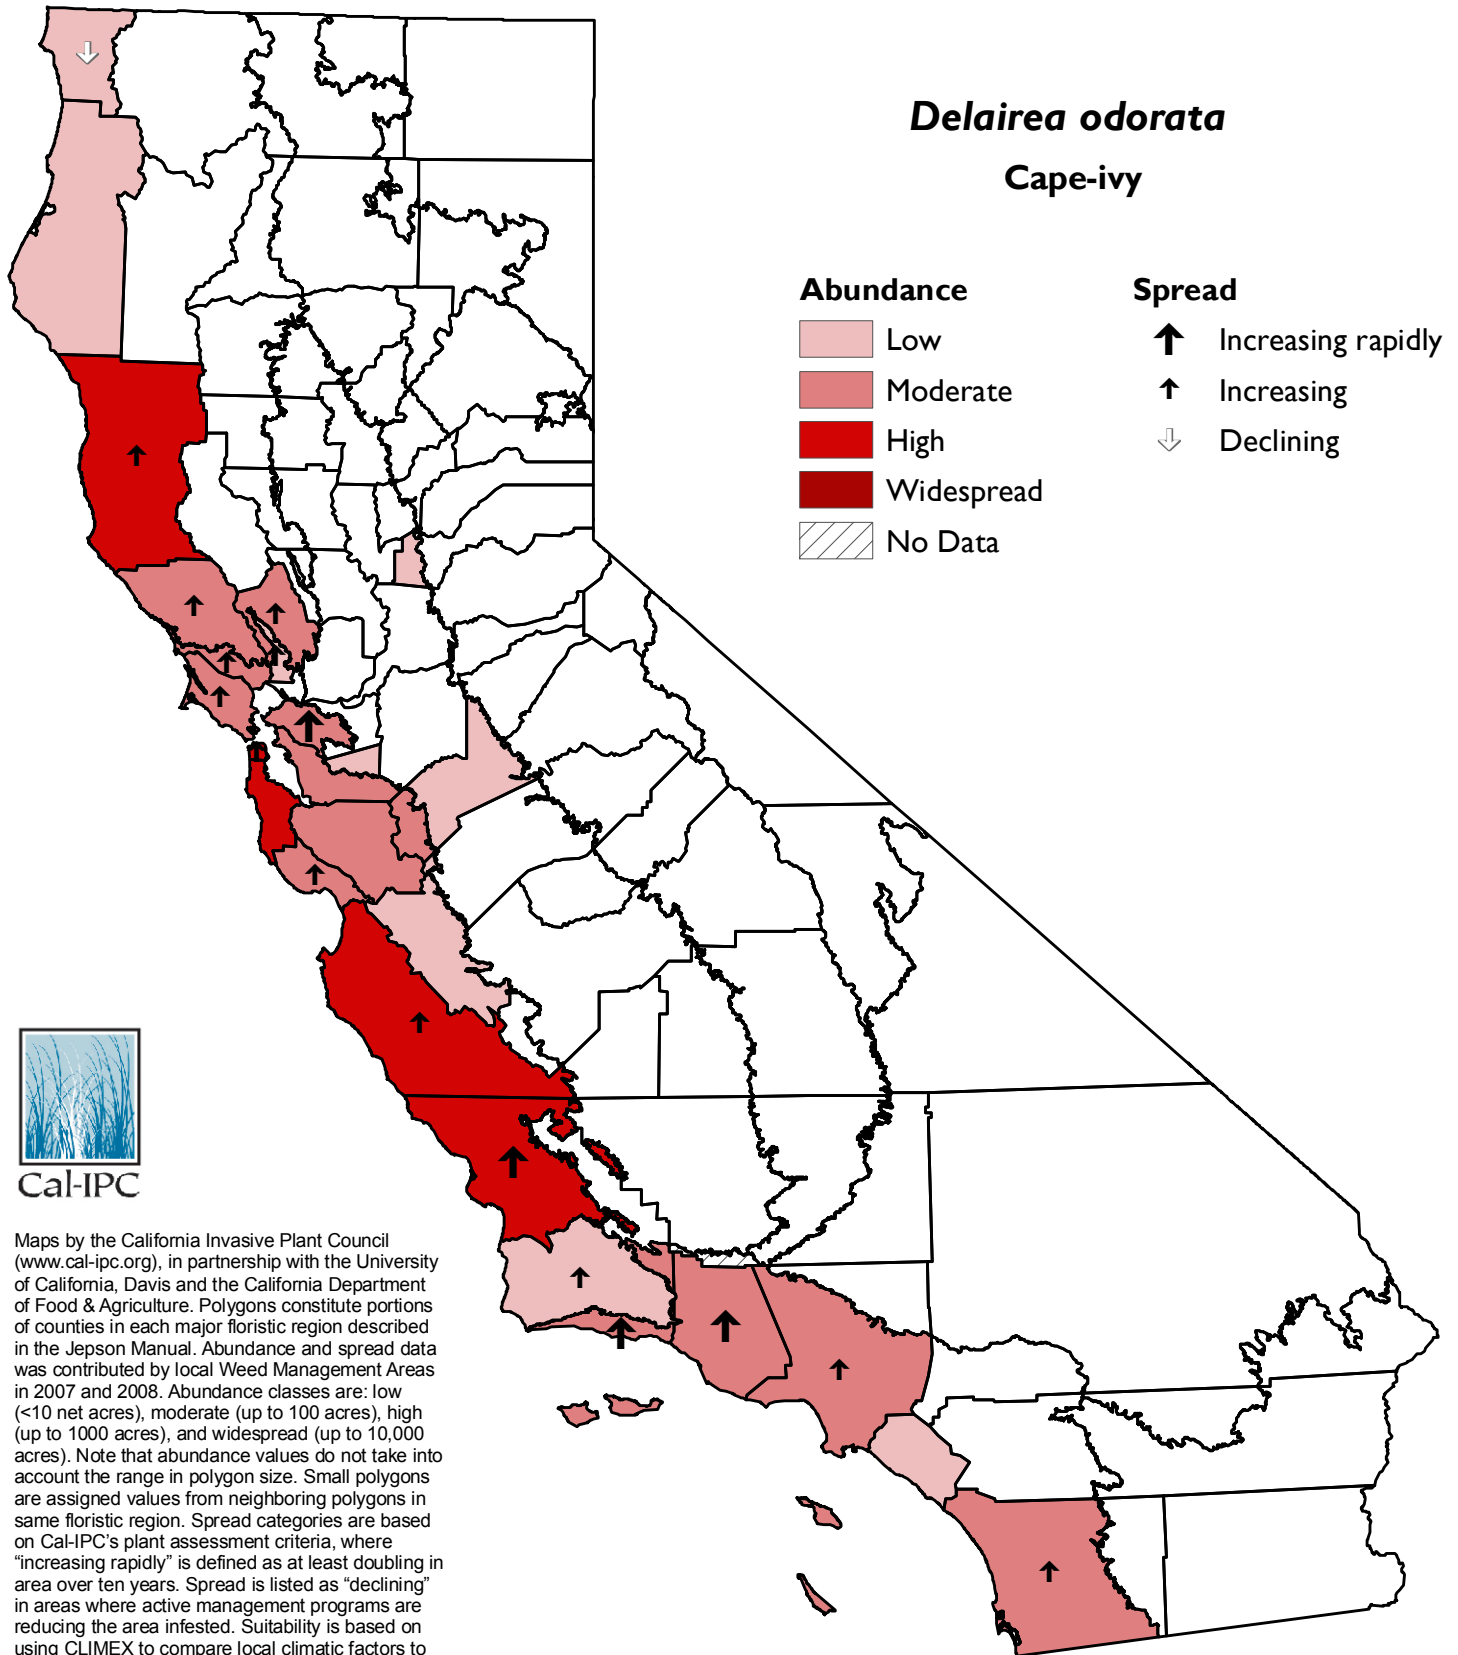 Delairea odorata
Cape-ivy
Abundance
Low
Moderate
High
Widespread
No Data
Spread
Increasing rapidly
Increasing
Declining
Cal-IPC
Maps by the California Invasive Plant Council
(www.cal-ipc.org), in partnership with the University
of California, Davis and the California Department
of Food & Agriculture. Polygons constitute portions
of counties in each major floristic region described
in the Jepson Manual. Abundance and spread data
was contributed by local Weed Management Areas
in 2007 and 2008. Abundance classes are: low
(<10 net acres), moderate (up to 100 acres), high
(up to 1000 acres), and widespread (up to 10,000
acres). Note that abundance values do not take into
account the range in polygon size. Small polygons
are assigned values from neighboring polygons in
same floristic region. Spread categories are based
on Cal-IPC’s plant assessment criteria, where
“increasing rapidly” is defined as at least doubling in
area over ten years. Spread is listed as “declining”
in areas where active management programs are
reducing the area infested. Suitability is based on
using CLIMEX to compare local climatic factors to